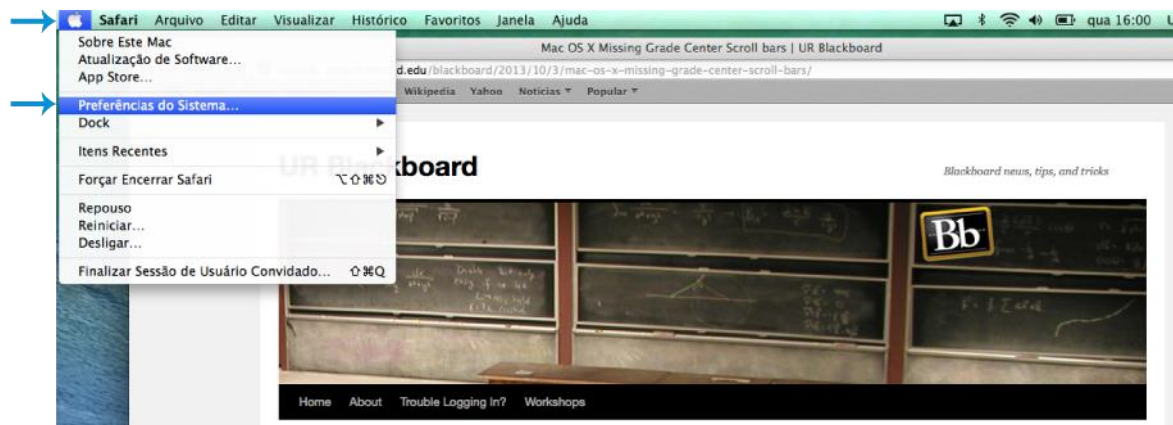 Safari Arquivo Editar Visualizar Histórico Favoritos Janela Ajuda qua 16:00
Sobre Este Mac
Atualização de Software...
App Store...
Preferências do Sistema...
Dock
Itens Recentes
Forçar Encerrar Safari ⌥⇧⌘⎋
Repouso
Reiniciar...
Desligar...
Finalizar Sessão de Usuário Convidado... ⇧⌘Q
Mac OS X Missing Grade Center Scroll bars | UR Blackboard
d.edu/blackboard/2013/10/3/mac-os-x-missing-grade-center-scroll-bars/
Wikipedia Yahoo Notícias Popular
UR Blackboard
Blackboard news, tips, and tricks
Bb
Home About Trouble Logging In? Workshops